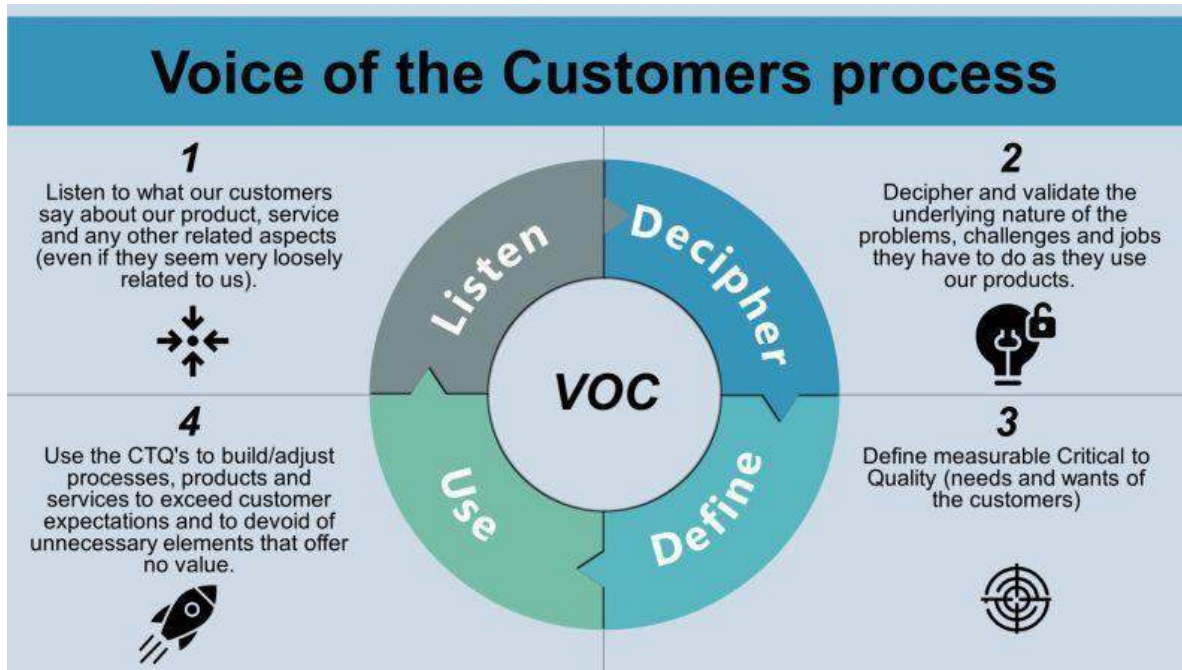 Voice of the Customers process
1
Listen to what our customers
say about our product, service
and any other related aspects
(even if they seem very loosely
related to us).
2
Decipher and validate the
underlying nature of the
problems, challenges and jobs
they have to do as they use
our products.
Listen
Decipher
VOC
Use
Define
3
Define measurable Critical to
Quality (needs and wants of
the customers)
4
Use the CTQ's to build/adjust
processes, products and
services to exceed customer
expectations and to devoid of
unnecessary elements that offer
no value.